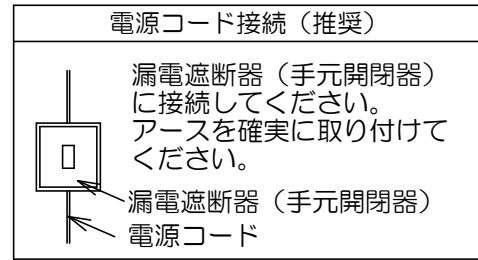 電源コード接続（推奨）
漏電遮断器（手元開閉器）
に接続してください。
アースを確実に取り付けて
ください。
漏電遮断器（手元開閉器）
電源コード